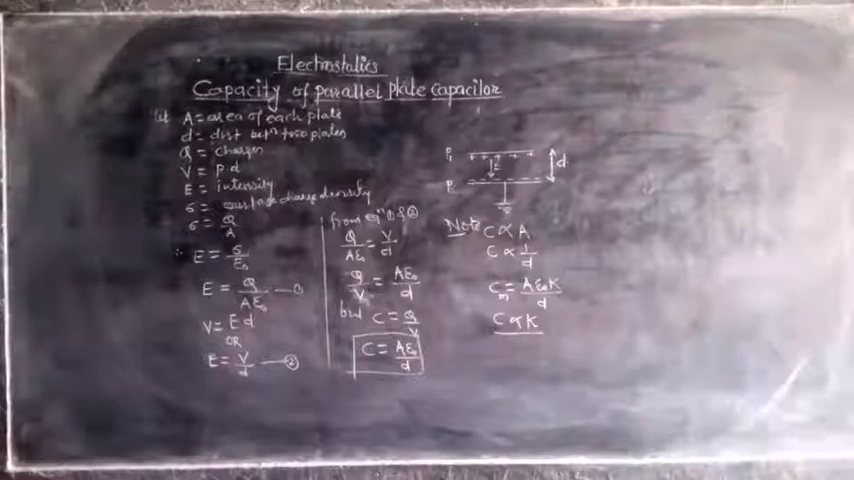 Electrostatics
Capacity of parallel plate capacitor
Let A = area of each plate
d = dist betⁿ two plates
Q = charges
V = p.d
E = intensity
σ = surface charge density
σ = Q/A
∴ E = σ/ε₀
E = Q/Aε₀ —①
V = Ed
OR
E = V/d —②
from eqⁿ ① & ②
Q/Aε₀ = V/d
Q/V = Aε₀/d
but C = Q/V
C = Aε₀/d
P₁ + + + + + d
E
P₂ - - - -
Note C ∝ A
C ∝ 1/d
Cₘ = Aε₀K/d
C ∝ K